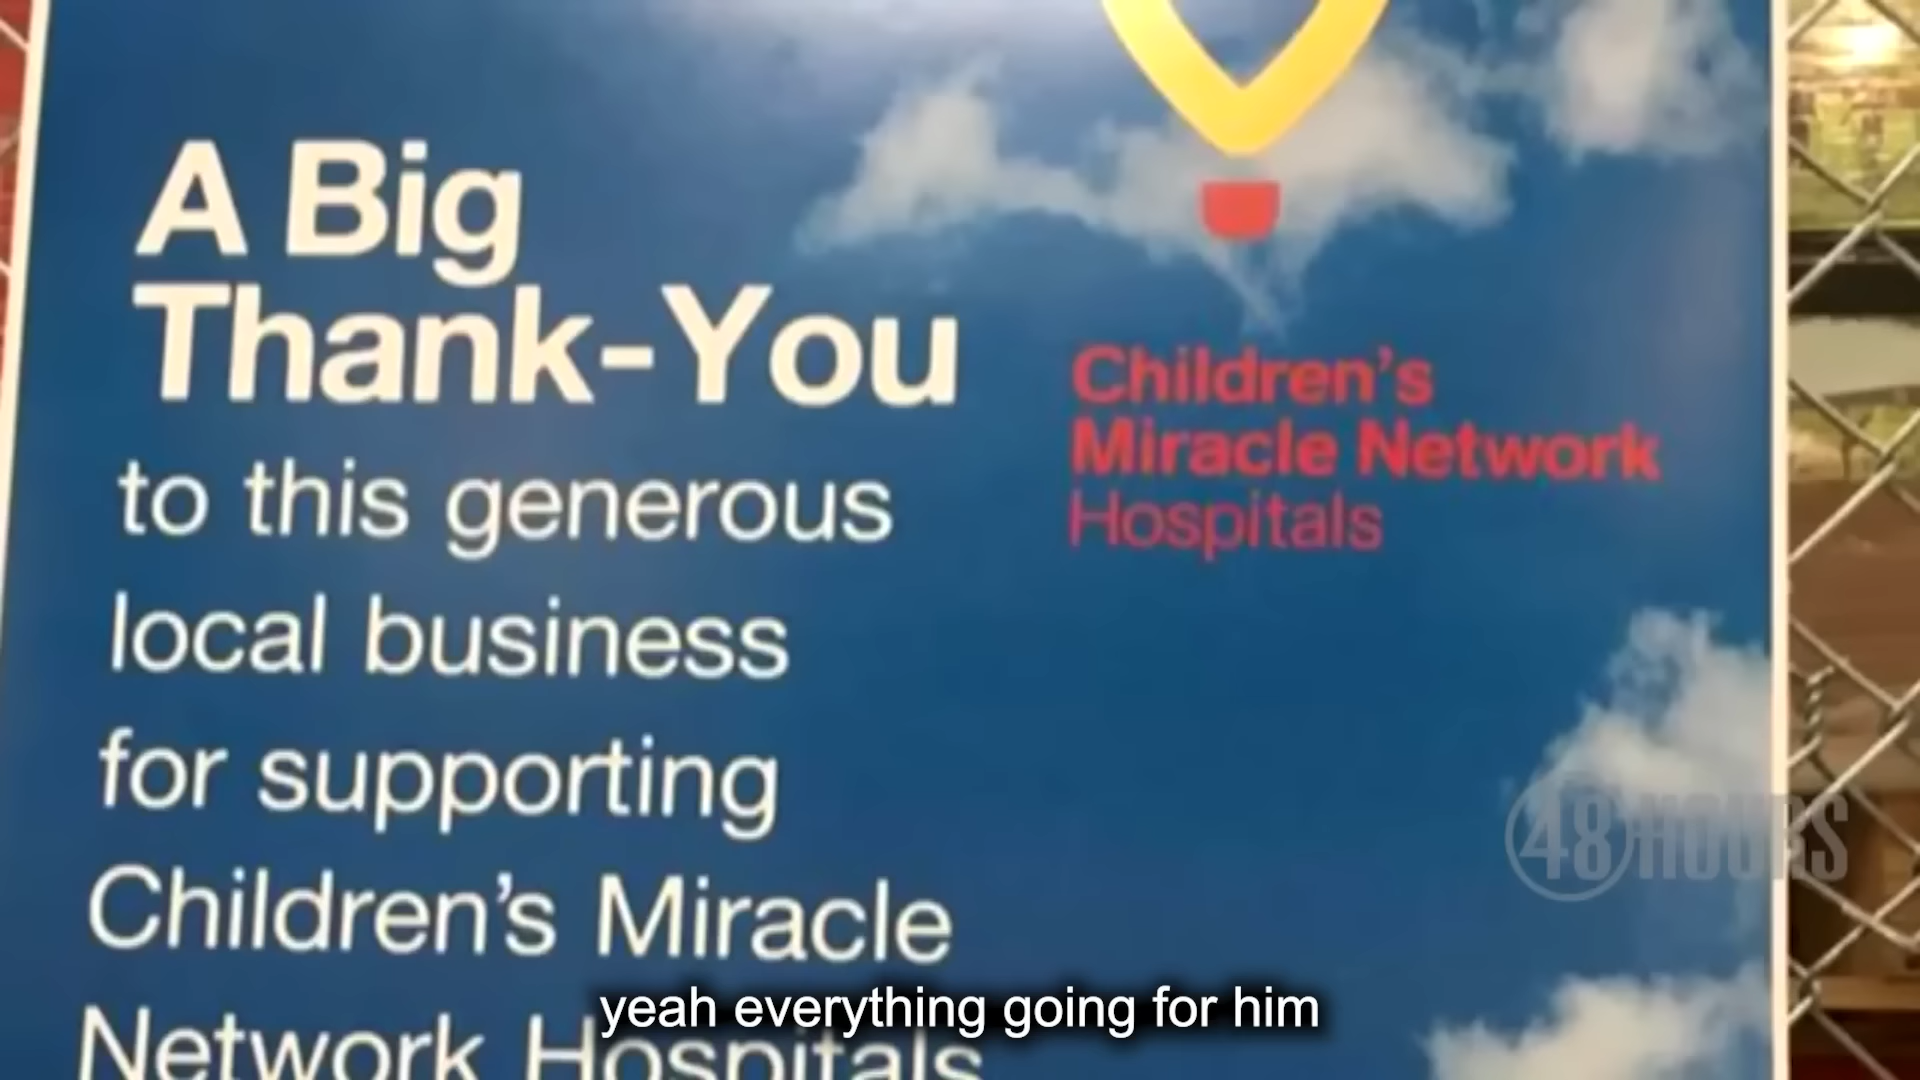 A Big
Thank-You
to this generous
local business
for supporting
Children's Miracle
Network Hospitals
Children's
Miracle Network
Hospitals
48 HOURS
yeah everything going for him